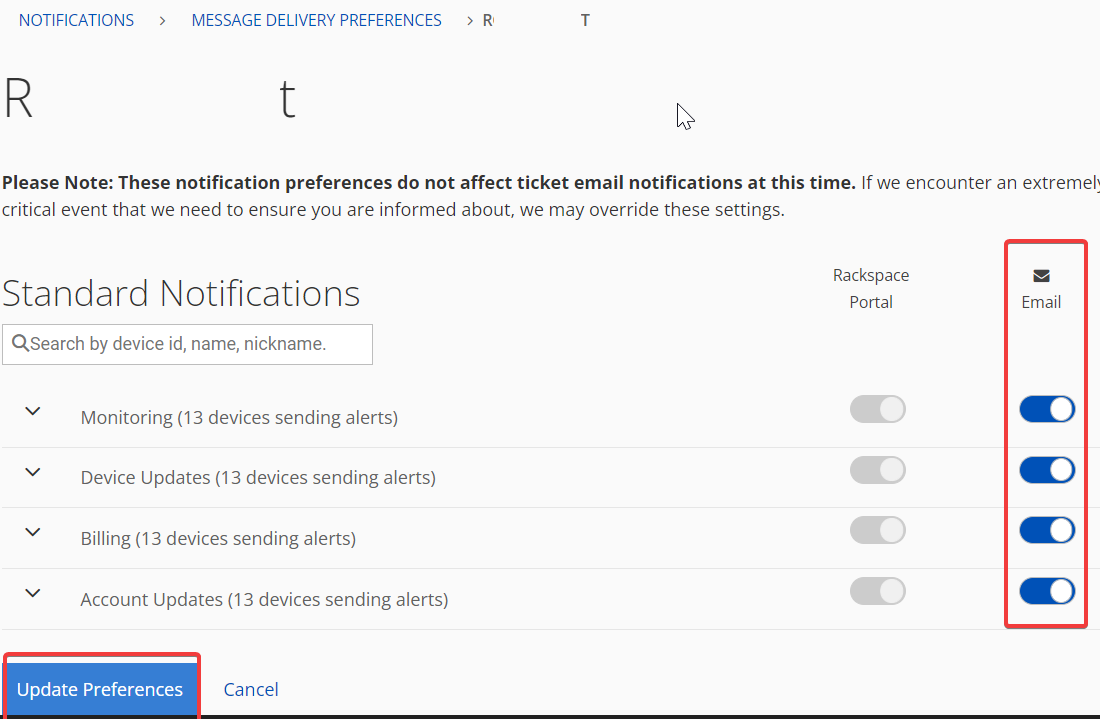 NOTIFICATIONS > MESSAGE DELIVERY PREFERENCES > R T
R t
Please Note: These notification preferences do not affect ticket email notifications at this time. If we encounter an extremely
critical event that we need to ensure you are informed about, we may override these settings.
Rackspace
Portal
Email
Standard Notifications
Search by device id, name, nickname.
Monitoring (13 devices sending alerts)
Device Updates (13 devices sending alerts)
Billing (13 devices sending alerts)
Account Updates (13 devices sending alerts)
Update Preferences Cancel